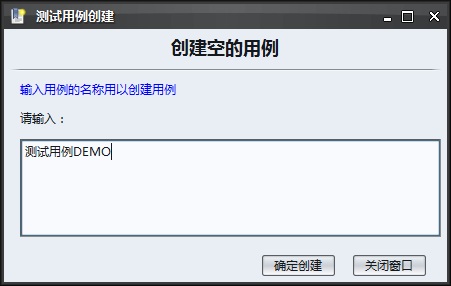 测试用例创建
创建空的用例
输入用例的名称用以创建用例
请输入：
测试用例DEMO
确定创建
关闭窗口